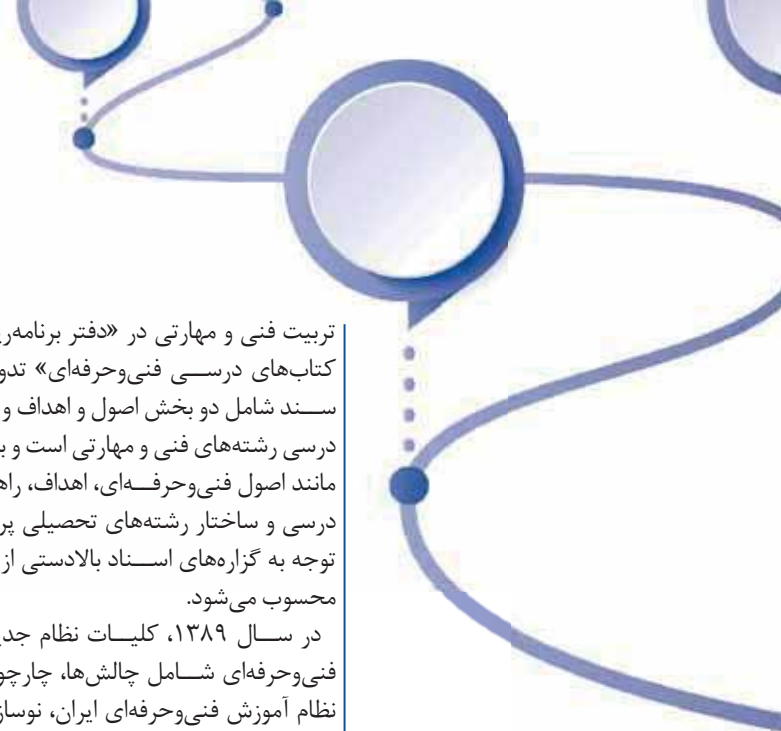 تربیت فنی و مهارتی در «دفتر برنامه‌ری
کتاب‌های درسی فنی‌وحرفه‌ای» تدو
سند شامل دو بخش اصول و اهداف و
درسی رشته‌های فنی و مهارتی است و ب
مانند اصول فنی‌وحرفه‌ای، اهداف، راه
درسی و ساختار رشته‌های تحصیلی پر
توجه به گزاره‌های اسناد بالادستی از
محسوب می‌شود.
در سال ۱۳۸۹، کلیات نظام جدی
فنی‌وحرفه‌ای شامل چالش‌ها، چارچو
نظام آموزش فنی‌وحرفه‌ای ایران، نوساز